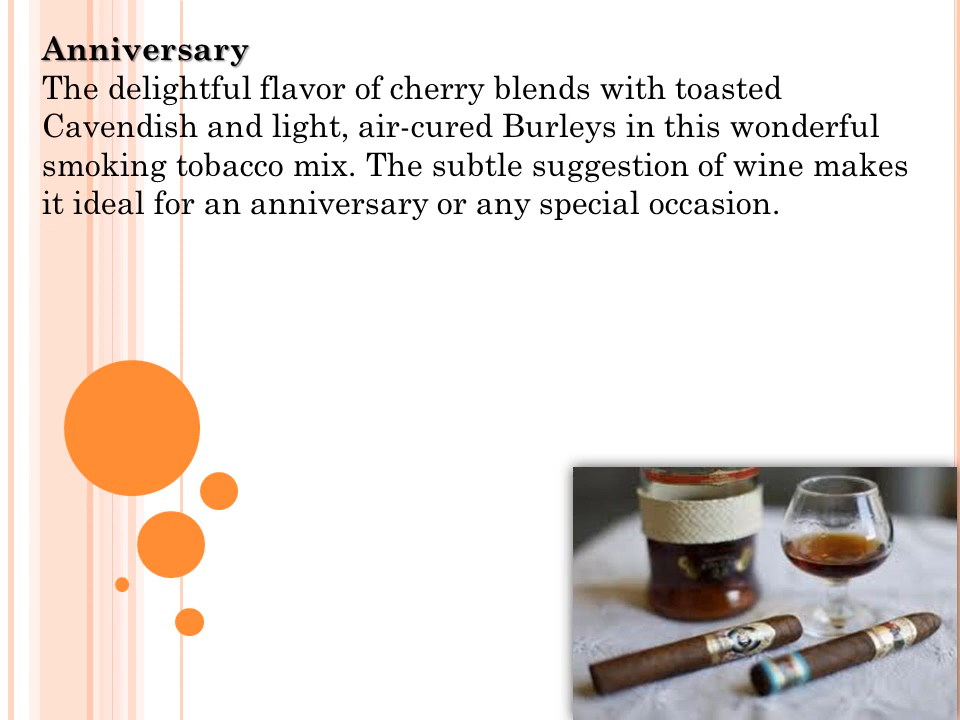 Anniversary
The delightful flavor of cherry blends with toasted
Cavendish and light, air-cured Burleys in this wonderful
smoking tobacco mix. The subtle suggestion of wine makes
it ideal for an anniversary or any special occasion.